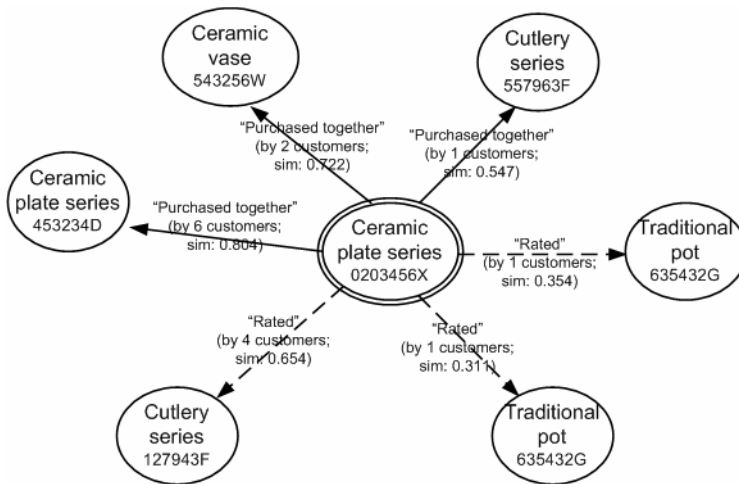 Ceramic
vase
543256W
Cutlery
series
557963F
“Purchased together”
(by 2 customers;
sim: 0.722)
“Purchased together”
(by 1 customers;
sim: 0.547)
Ceramic
plate series
453234D
“Purchased together”
(by 6 customers;
sim: 0.804)
Ceramic
plate series
0203456X
“Rated”
(by 1 customers;
sim: 0.354)
Traditional
pot
635432G
“Rated”
(by 4 customers;
sim: 0.654)
“Rated”
(by 1 customers;
sim: 0.311)
Cutlery
series
127943F
Traditional
pot
635432G